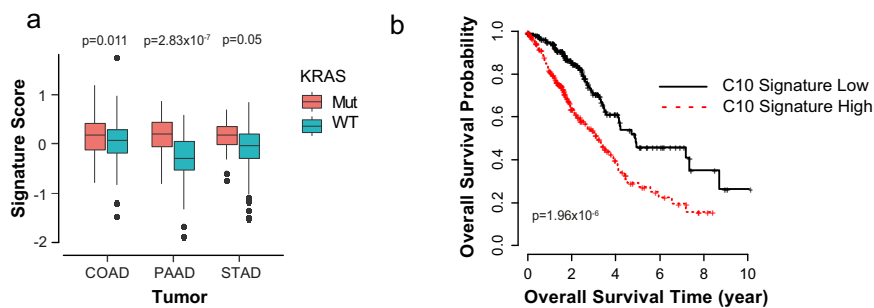 a
p=0.011 p=2.83x10-7 p=0.05
Signature Score
1
0
-1
-2
COAD PAAD STAD
Tumor
KRAS
Mut
WT
b
Overall Survival Probability
1.0
0.8
0.6
0.4
0.2
0.0
C10 Signature Low
C10 Signature High
p=1.96x10-6
0 2 4 6 8 10
Overall Survival Time (year)